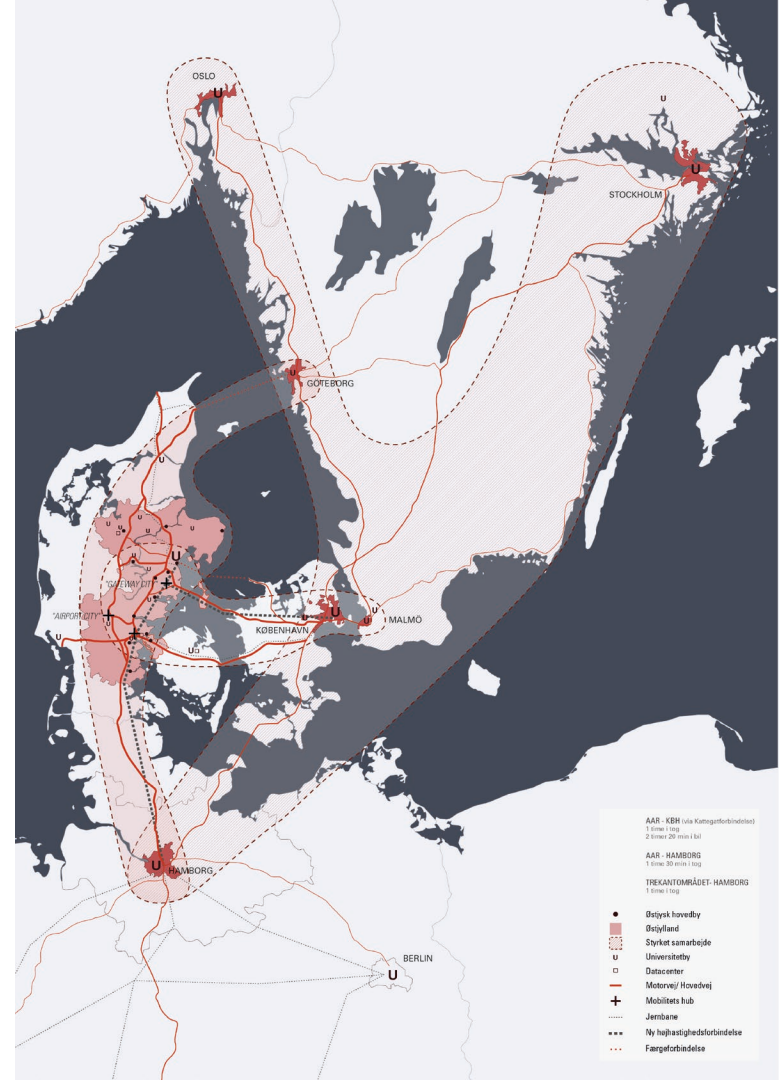 OSLO
U
U
U
STOCKHOLM
U
GÖTEBORG
U
U
U
U
U
U
U
U
U
U
"GATEWAY CITY"
U
"AIRPORT CITY"
U
U
U
U
U
U
MALMÖ
KØBENHAVN
U
U
U
HAMBORG
BERLIN
U
AAR - KBH (via Kattegatforbindelse)
1 time i tog
2 timer 20 min i bil
AAR - HAMBORG
1 time 30 min i tog
TREKANTOMRÅDET- HAMBORG
1 time i tog
Østjysk hovedby
Østjylland
Styrket samarbejde
U Universitetby
Datacenter
Motorvej/ Hovedvej
Mobilitets hub
Jernbane
Ny højhastighedsforbindelse
Færgeforbindelse